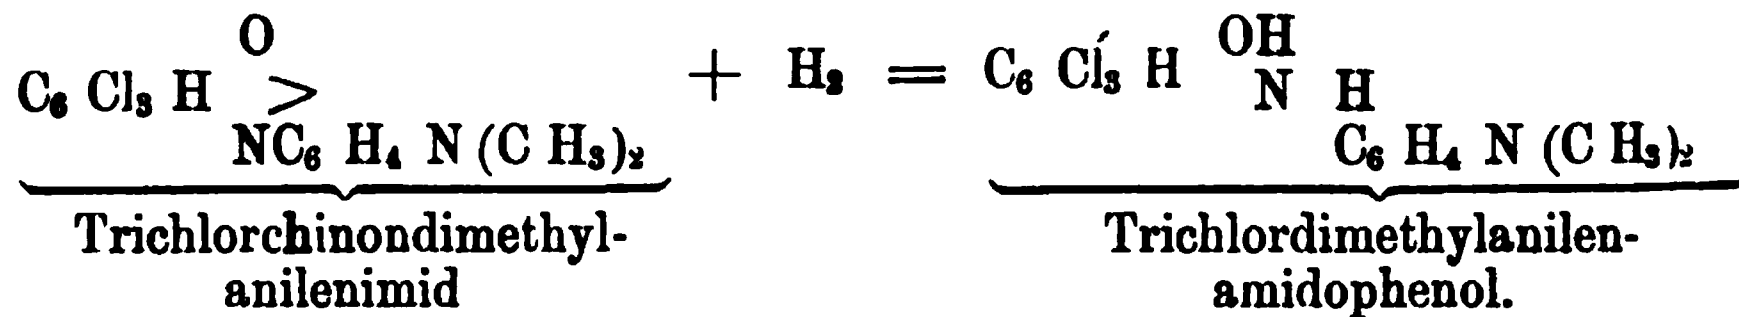 O OH
C₆ Cl₃ H > + H₂ = C₆ Cl₃ H N H
NC₆ H₄ N (C H₃)₂ C₆ H₄ N (C H₃)₂
Trichlorchinondimethyl-
anilenimid
Trichlordimethylanilen-
amidophenol.